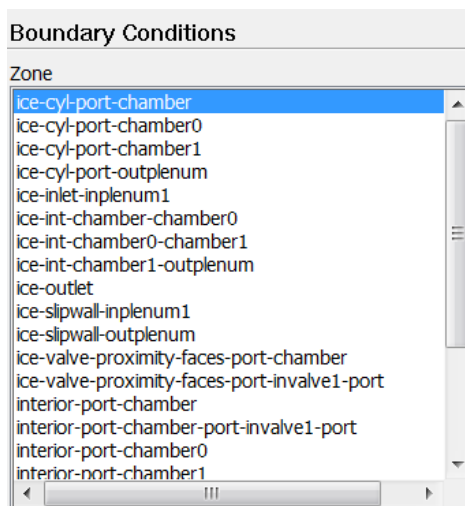 Boundary Conditions
Zone
ice-cyl-port-chamber
ice-cyl-port-chamber0
ice-cyl-port-chamber1
ice-cyl-port-outplenum
ice-inlet-inplenum1
ice-int-chamber-chamber0
ice-int-chamber0-chamber1
ice-int-chamber1-outplenum
ice-outlet
ice-slipwall-inplenum1
ice-slipwall-outplenum
ice-valve-proximity-faces-port-chamber
ice-valve-proximity-faces-port-invalve1-port
interior-port-chamber
interior-port-chamber-port-invalve1-port
interior-port-chamber0
interior-port-chamber1